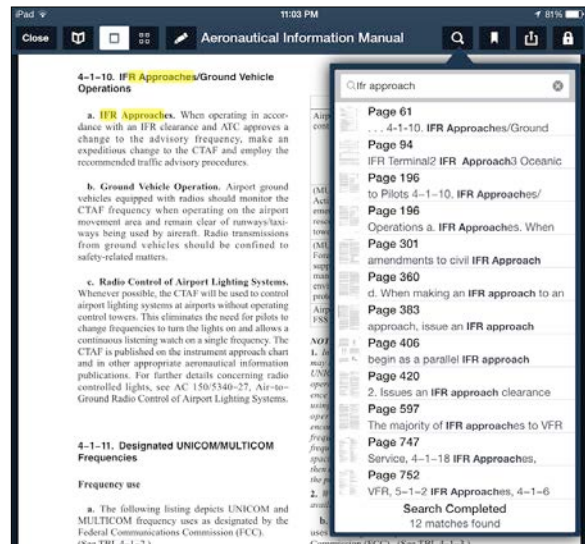 iPad
11:03 PM
81%
Close
Aeronautical Information Manual
4–1–10. IFR Approaches/Ground Vehicle
Operations
a. IFR Approaches. When operating in accor-
dance with an IFR clearance and ATC approves a
change to the advisory frequency, make an
expeditious change to the CTAF and employ the
recommended traffic advisory procedures.
b. Ground Vehicle Operation. Airport ground
vehicles equipped with radios should monitor the
CTAF frequency when operating on the airport
movement area and remain clear of runways/taxi-
ways being used by aircraft. Radio transmissions
from ground vehicles should be confined to
safety-related matters.
c. Radio Control of Airport Lighting Systems.
Whenever possible, the CTAF will be used to control
airport lighting systems at airports without operating
control towers. This eliminates the need for pilots to
change frequencies to turn the lights on and allows a
continuous listening watch on a single frequency. The
CTAF is published on the instrument approach chart
and in other appropriate aeronautical information
publications. For further details concerning radio
controlled lights, see AC 150/5340–27, Air–to–
Ground Radio Control of Airport Lighting Systems.
4–1–11. Designated UNICOM/MULTICOM
Frequencies
Frequency use
a. The following listing depicts UNICOM and
MULTICOM frequency uses as designated by the
Federal Communications Commission (FCC).
(See TBL 4–1–2.)
Ifr approach
Page 61
. . . 4-1-10. IFR Approaches/Ground
Page 94
IFR Terminal2 IFR Approach3 Oceanic
Page 196
to Pilots 4–1–10. IFR Approaches/
Page 196
Operations a. IFR Approaches. When
Page 301
amendments to civil IFR Approach
Page 360
d. When making an IFR approach to an
Page 383
approach, issue an IFR approach
Page 406
begin as a parallel IFR approach
Page 420
2. Issues an IFR approach clearance
Page 597
The majority of IFR approaches to VFR
Page 747
Service, 4–1–18 IFR Approaches,
Page 752
VFR, 5–1–2 IFR Approaches, 4–1–6
Search Completed
12 matches found